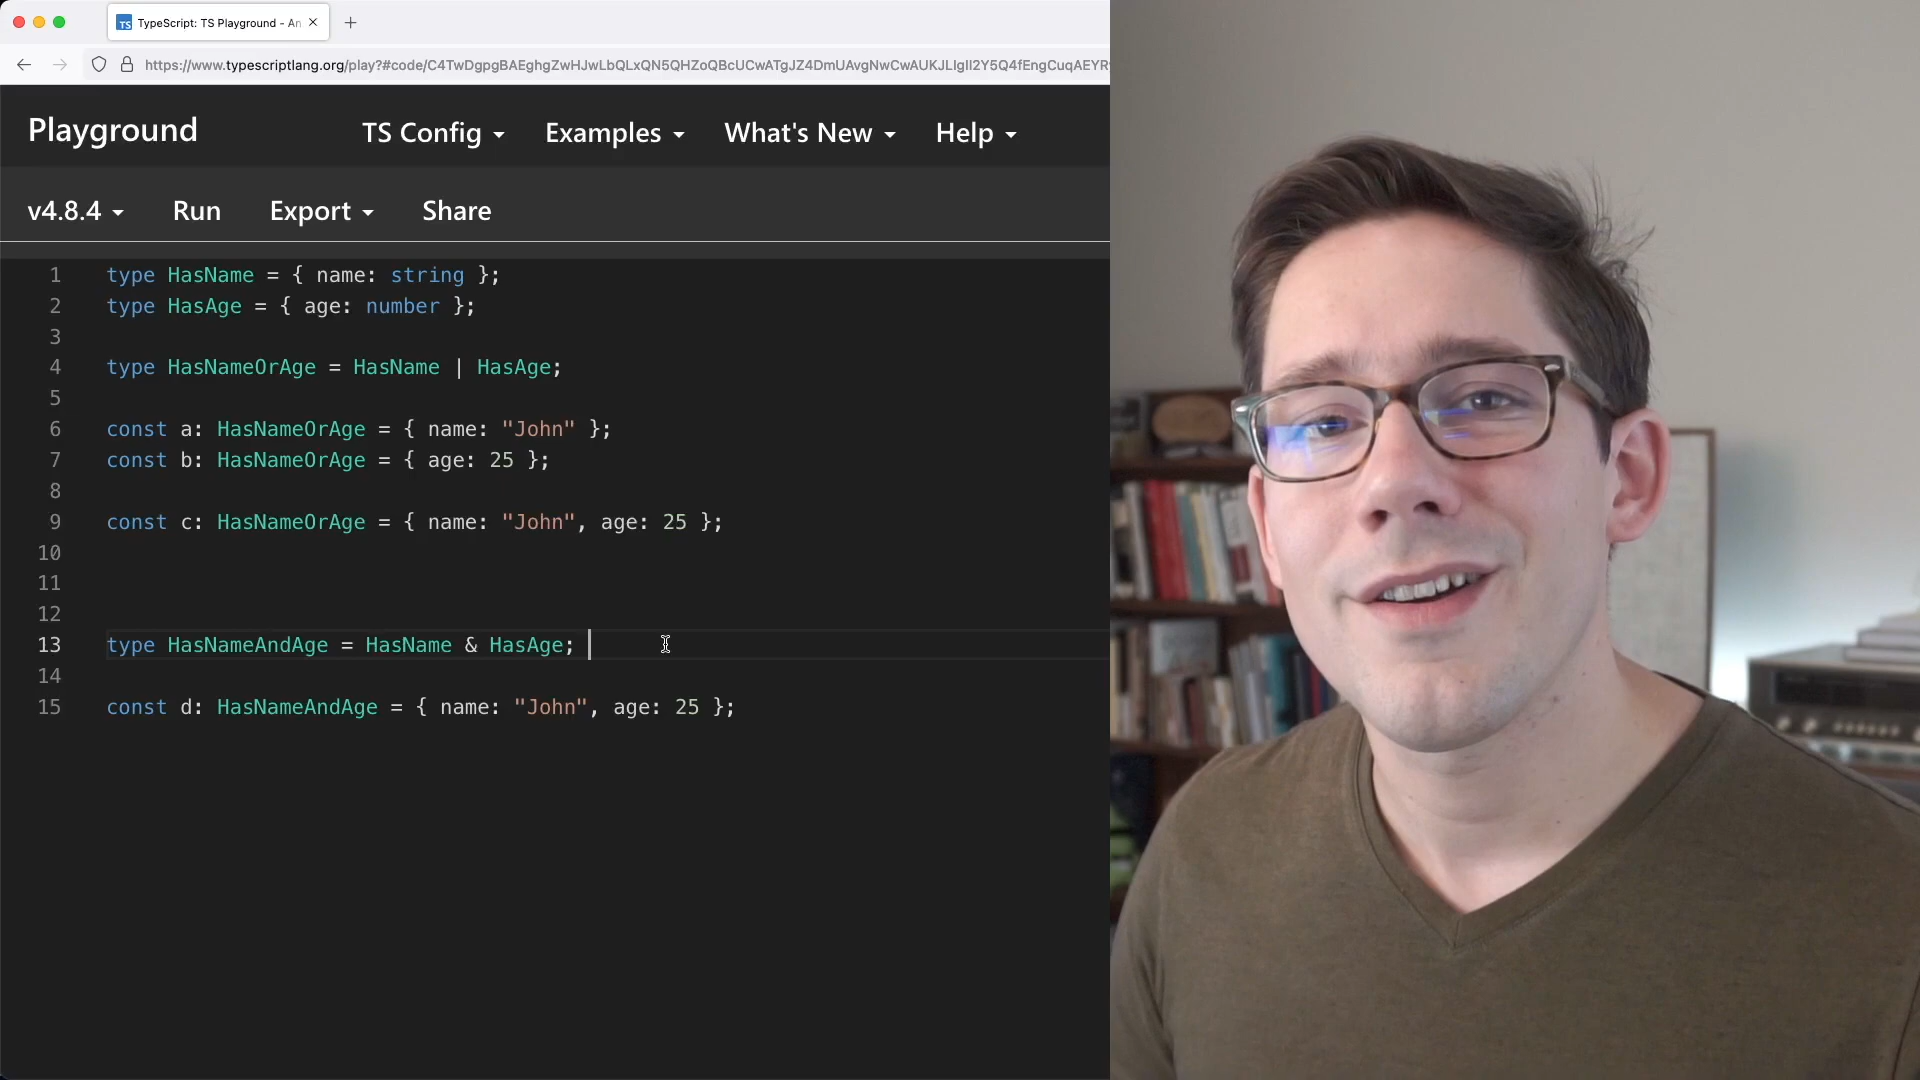 TS TypeScript: TS Playground - An
https://www.typescriptlang.org/play?#code/C4TwDgpgBAEghgZwHJwLbQLxQN5QHZoQBcUCwATgJZ4DmUAvgNwCwAUKJLIgIl2Y5Q4fEngCuqAEYR
Playground TS Config Examples What's New Help
v4.8.4 Run Export Share
1 type HasName = { name: string };
2 type HasAge = { age: number };
3
4 type HasNameOrAge = HasName | HasAge;
5
6 const a: HasNameOrAge = { name: "John" };
7 const b: HasNameOrAge = { age: 25 };
8
9 const c: HasNameOrAge = { name: "John", age: 25 };
10
11
12
13 type HasNameAndAge = HasName & HasAge;
14
15 const d: HasNameAndAge = { name: "John", age: 25 };